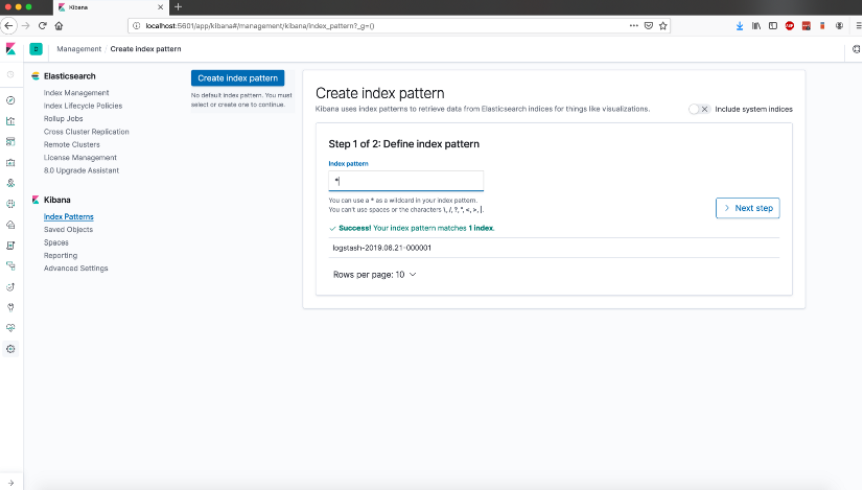 Kibana
localhost:5601/app/kibana#/management/kibana/index_pattern?_g=()
Management / Create index pattern
Elasticsearch
Index Management
Index Lifecycle Policies
Rollup Jobs
Cross Cluster Replication
Remote Clusters
License Management
8.0 Upgrade Assistant
Kibana
Index Patterns
Saved Objects
Spaces
Reporting
Advanced Settings
Create index pattern
No default index pattern. You must
select or create one to continue.
Create index pattern
Kibana uses index patterns to retrieve data from Elasticsearch indices for things like visualizations.
Include system indices
Step 1 of 2: Define index pattern
Index pattern
*
You can use a * as a wildcard in your index pattern.
You can't use spaces or the characters \, /, ?, ", <, >, |.
Next step
Success! Your index pattern matches 1 index.
logstash-2019.06.21-000001
Rows per page: 10